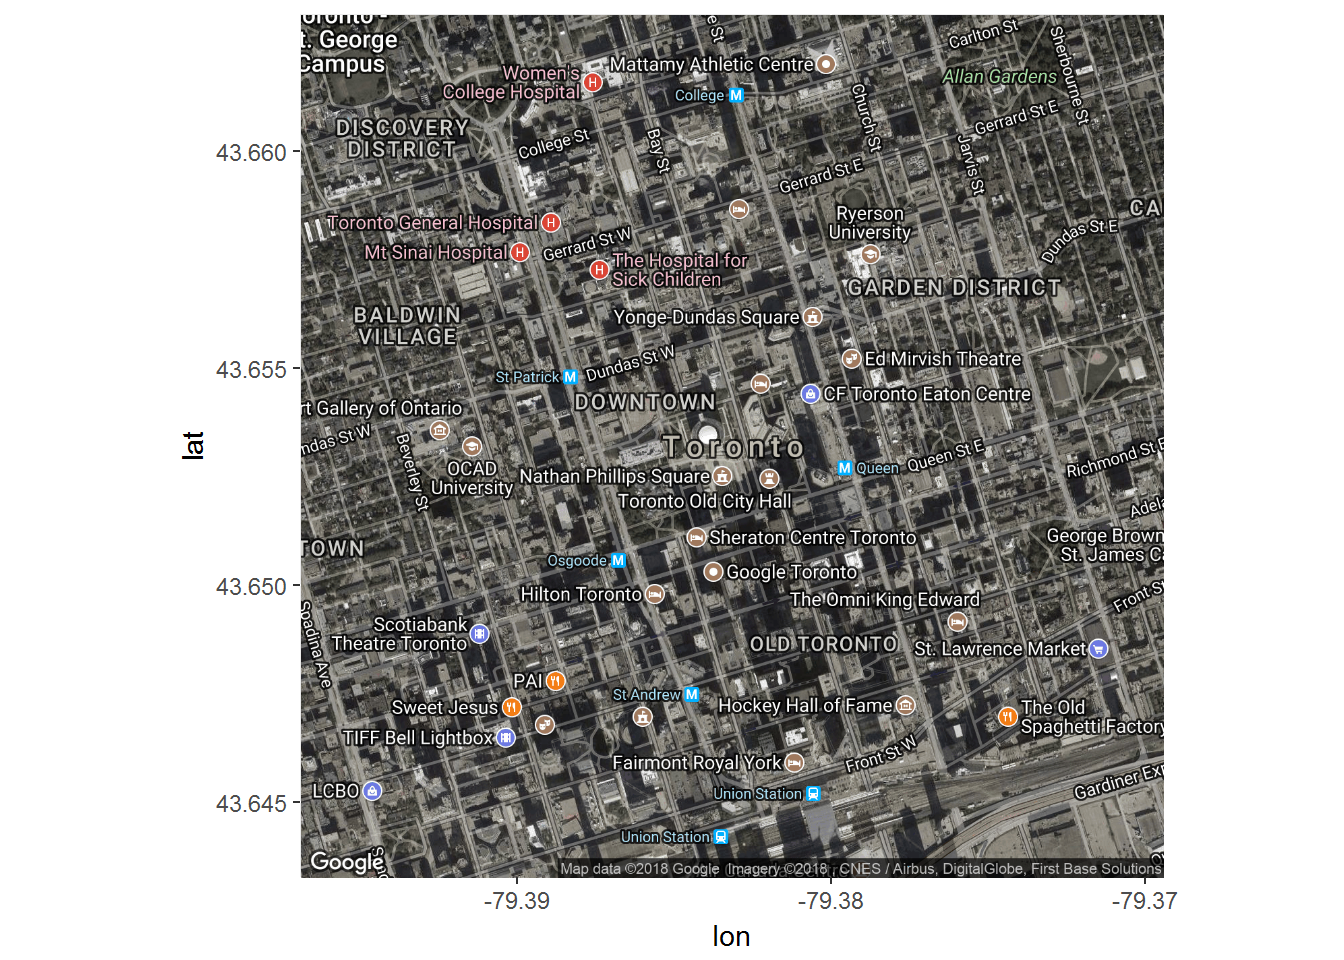 Toronto -
t. George
Campus
e St
Carlton St
Sherbourne St
Mattamy Athletic Centre
Women's
College Hospital
Allan Gardens
College
M
DISCOVERY
DISTRICT
College St
Bay St
Church St
Gerrard St E
Jarvis St
43.660
Gerrard St E
CA
Toronto General Hospital
Ryerson
University
Dundas St E
Mt Sinai Hospital
Gerrard St W
The Hospital for
Sick Children
GARDEN DISTRICT
BALDWIN
VILLAGE
Yonge-Dundas Square
Ed Mirvish Theatre
43.655
St Patrick
M
Dundas St W
CF Toronto Eaton Centre
DOWNTOWN
rt Gallery of Ontario
ndas St W
Beverley St
Toronto
lat
OCAD
University
Nathan Phillips Square
M
Queen
Queen St E
Richmond St E
Toronto Old City Hall
Adela
TOWN
Sheraton Centre Toronto
George Brown
St. James Ca
Osgoode
M
Google Toronto
43.650
Hilton Toronto
The Omni King Edward
Front St
Spadina Ave
Scotiabank
Theatre Toronto
OLD TORONTO
St. Lawrence Market
PAI
St Andrew
M
Sweet Jesus
Hockey Hall of Fame
The Old
Spaghetti Factory
TIFF Bell Lightbox
Fairmont Royal York
Front St W
LCBO
Union Station
Gardiner Exp
43.645
Union Station
Google
Map data ©2018 Google Imagery ©2018 , CNES / Airbus, DigitalGlobe, First Base Solutions
-79.39
-79.38
-79.37
lon